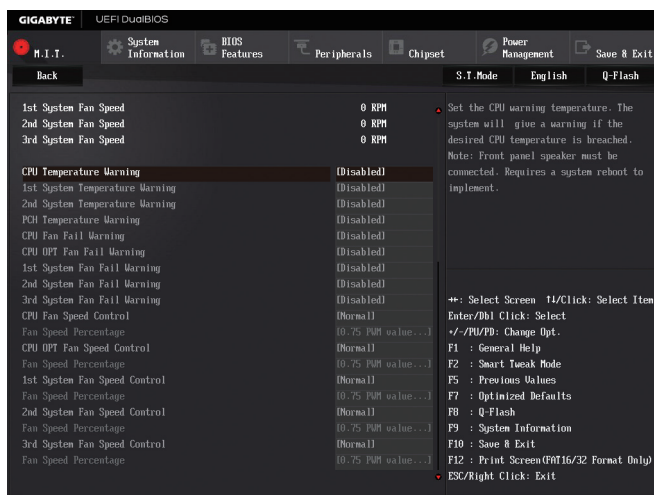 GIGABYTE™ UEFI DualBIOS
M.I.T. System Information BIOS Features Peripherals Chipset Power Management Save & Exit
Back S.T.Mode English Q-Flash
1st System Fan Speed 0 RPM
2nd System Fan Speed 0 RPM
3rd System Fan Speed 0 RPM
CPU Temperature Warning [Disabled]
1st System Temperature Warning [Disabled]
2nd System Temperature Warning [Disabled]
PCH Temperature Warning [Disabled]
CPU Fan Fail Warning [Disabled]
CPU OPT Fan Fail Warning [Disabled]
1st System Fan Fail Warning [Disabled]
2nd System Fan Fail Warning [Disabled]
3rd System Fan Fail Warning [Disabled]
CPU Fan Speed Control [Normal]
Fan Speed Percentage [0.75 PWM value...]
CPU OPT Fan Speed Control [Normal]
Fan Speed Percentage [0.75 PWM value...]
1st System Fan Speed Control [Normal]
Fan Speed Percentage [0.75 PWM value...]
2nd System Fan Speed Control [Normal]
Fan Speed Percentage [0.75 PWM value...]
3rd System Fan Speed Control [Normal]
Fan Speed Percentage [0.75 PWM value...]
Set the CPU warning temperature. The
system will give a warning if the
desired CPU temperature is breached.
Note: Front panel speaker must be
connected. Requires a system reboot to
implement.
→←: Select Screen ↑↓/Click: Select Item
Enter/Dbl Click: Select
+/-/PU/PD: Change Opt.
F1 : General Help
F2 : Smart Tweak Mode
F5 : Previous Values
F7 : Optimized Defaults
F8 : Q-Flash
F9 : System Information
F10 : Save & Exit
F12 : Print Screen(FAT16/32 Format Only)
ESC/Right Click: Exit